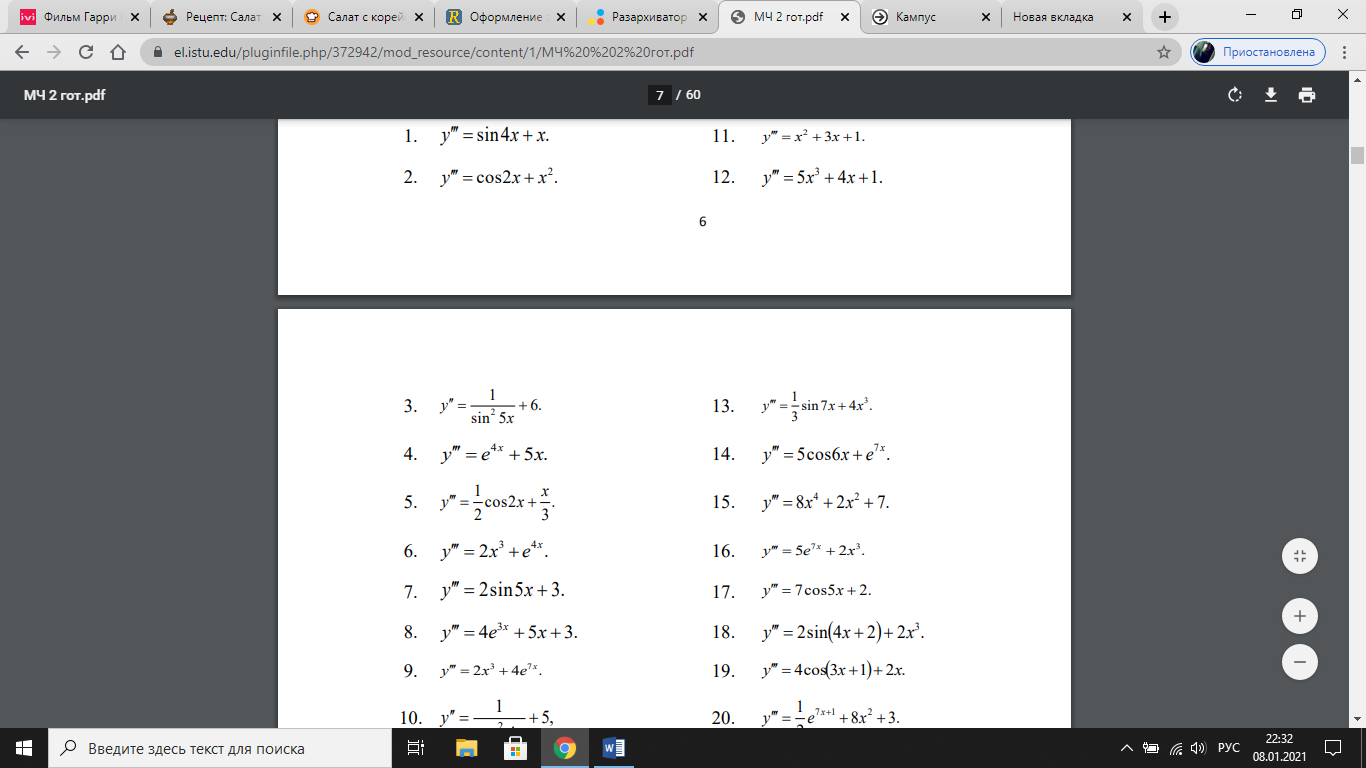 Фильм Гарри Рецепт: Салат Салат с корей Оформление Разархиватор МЧ 2 гот.pdf Кампус Новая вкладка
el.istu.edu/pluginfile.php/372942/mod_resource/content/1/МЧ%20%202%20гот.pdf Приостановлена
МЧ 2 гот.pdf 7 / 60
1. y''' = sin4x + x. 11. y''' = x² + 3x + 1.
2. y''' = cos2x + x². 12. y''' = 5x³ + 4x + 1.
6
3. y'' = 1/sin² 5x + 6. 13. y''' = 1/3 sin 7x + 4x³.
4. y''' = e^{4x} + 5x. 14. y''' = 5cos6x + e^{7x}.
5. y''' = 1/2 cos2x + x/3. 15. y''' = 8x⁴ + 2x² + 7.
6. y''' = 2x³ + e^{4x}. 16. y''' = 5e^{7x} + 2x³.
7. y''' = 2sin5x + 3. 17. y''' = 7cos5x + 2.
8. y''' = 4e^{3x} + 5x + 3. 18. y''' = 2sin(4x + 2) + 2x³.
9. y''' = 2x³ + 4e^{7x}. 19. y''' = 4cos(3x + 1) + 2x.
10. y'' = 1 + 5, 20. y''' = 1/2 e^{7x+1} + 8x² + 3.
Введите здесь текст для поиска РУС 22:32
08.01.2021